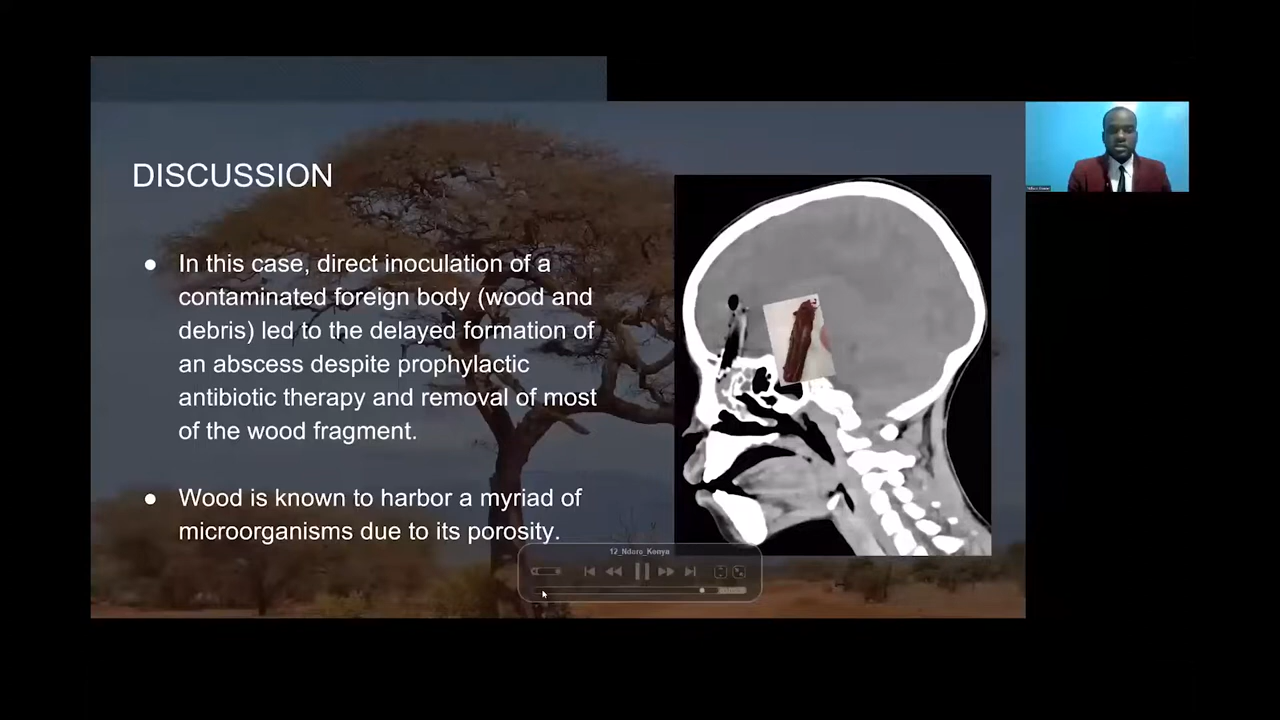 DISCUSSION
● In this case, direct inoculation of a
contaminated foreign body (wood and
debris) led to the delayed formation of
an abscess despite prophylactic
antibiotic therapy and removal of most
of the wood fragment.
● Wood is known to harbor a myriad of
microorganisms due to its porosity.
12_Ndoro_Kenya